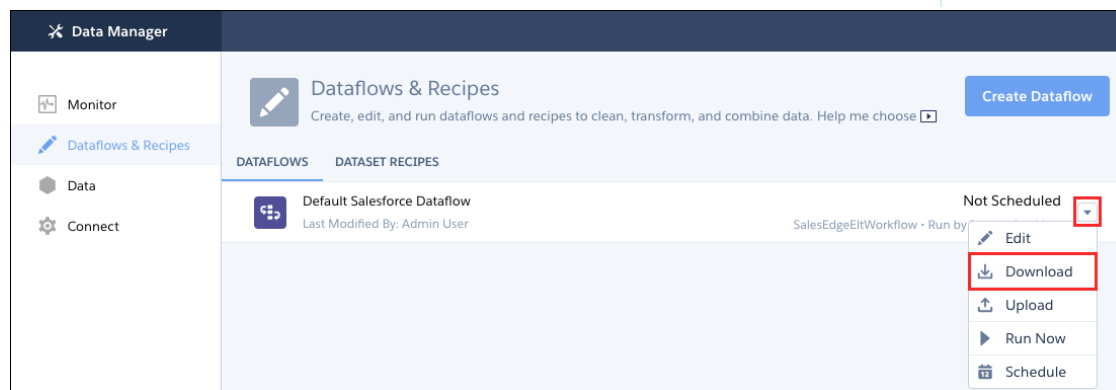 Data Manager
Monitor
Dataflows & Recipes
Data
Connect
Dataflows & Recipes
Create, edit, and run dataflows and recipes to clean, transform, and combine data. Help me choose
Create Dataflow
DATAFLOWS DATASET RECIPES
Default Salesforce Dataflow
Not Scheduled
Last Modified By: Admin User
SalesEdgeEltWorkflow • Run by
Edit
Download
Upload
Run Now
12 Schedule